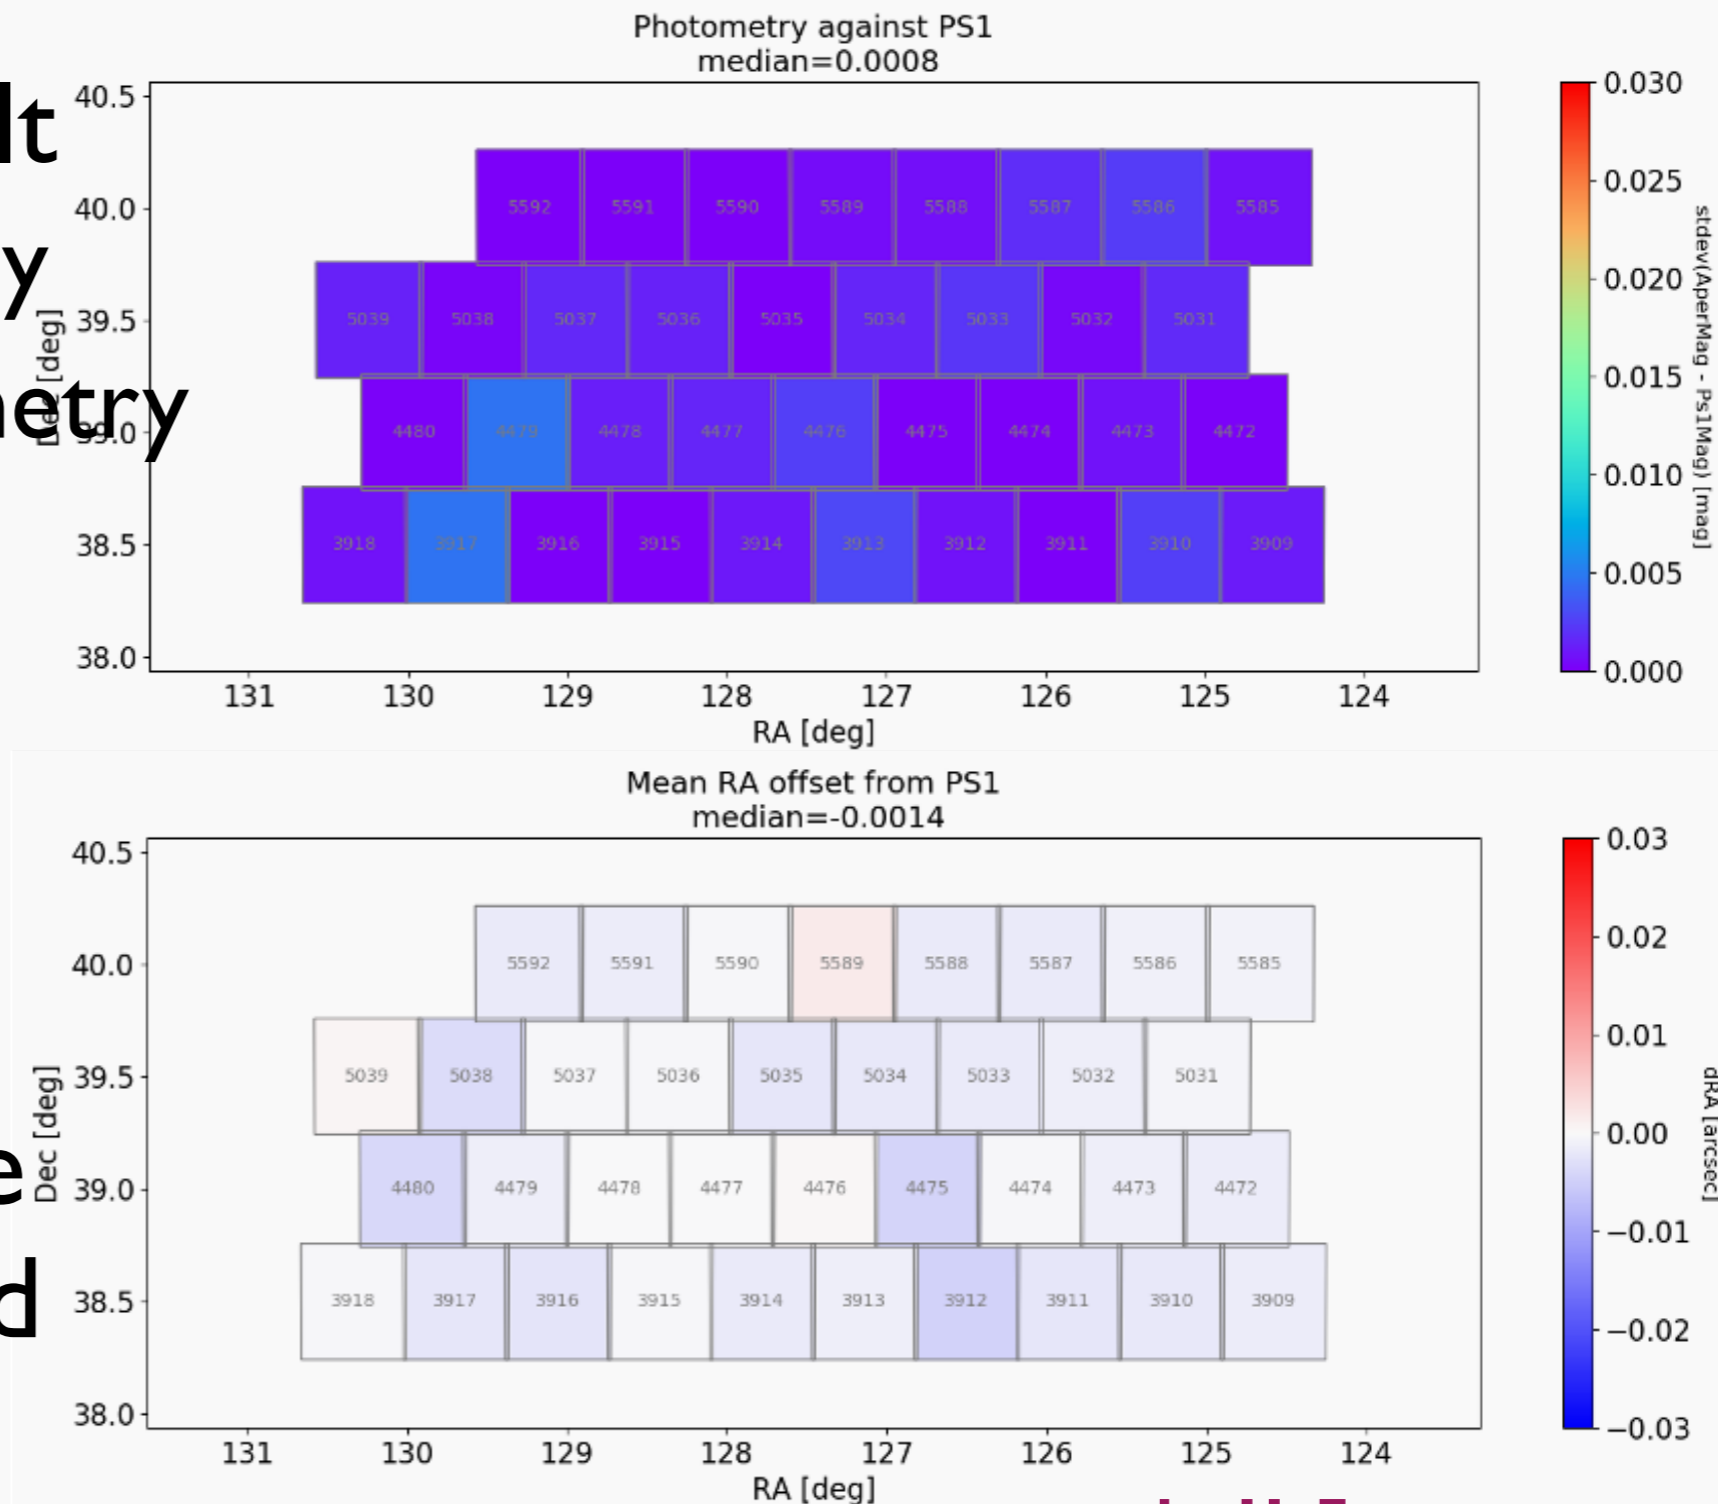 Photometry against PS1
median=0.0008
lt
y
etry
Dec [deg]
40.5
40.0
39.5
39.0
38.5
38.0
5592 5591 5590 5589 5588 5587 5586 5585
5039 5038 5037 5036 5035 5034 5033 5032 5031
4480 4479 4478 4477 4476 4475 4474 4473 4472
3918 3917 3916 3915 3914 3913 3912 3911 3910 3909
131 130 129 128 127 126 125 124
RA [deg]
0.030
0.025
0.020
0.015
0.010
0.005
0.000
stdev(AperMag - Ps1Mag) [mag]
Mean RA offset from PS1
median=-0.0014
e
d
Dec [deg]
40.5
40.0
39.5
39.0
38.5
38.0
5592 5591 5590 5589 5588 5587 5586 5585
5039 5038 5037 5036 5035 5034 5033 5032 5031
4480 4479 4478 4477 4476 4475 4474 4473 4472
3918 3917 3916 3915 3914 3913 3912 3911 3910 3909
131 130 129 128 127 126 125 124
RA [deg]
0.03
0.02
0.01
0.00
−0.01
−0.02
−0.03
dRA [arcsec]